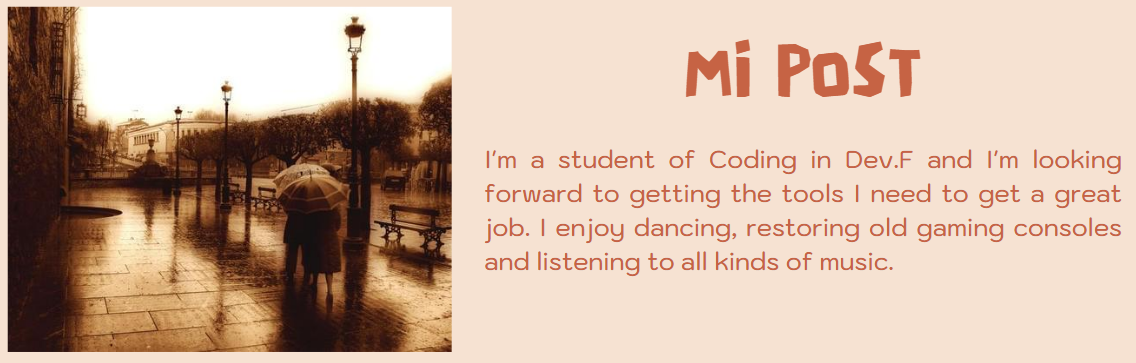 Mi Post
I'm a student of Coding in Dev.F and I'm looking
forward to getting the tools I need to get a great
job. I enjoy dancing, restoring old gaming consoles
and listening to all kinds of music.